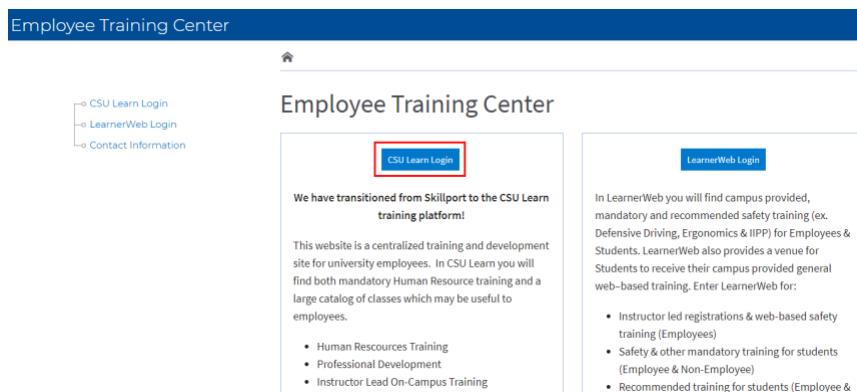 Employee Training Center
CSU Learn Login
LearnerWeb Login
Contact Information
Employee Training Center
CSU Learn Login
We have transitioned from Skillport to the CSU Learn
training platform!
This website is a centralized training and development
site for university employees. In CSU Learn you will
find both mandatory Human Resource training and a
large catalog of classes which may be useful to
employees.
Human Rescources Training
Professional Development
Instructor Lead On-Campus Training
LearnerWeb Login
In LearnerWeb you will find campus provided,
mandatory and recommended safety training (ex.
Defensive Driving, Ergonomics & IIPP) for Employees &
Students. LearnerWeb also provides a venue for
Students to receive their campus provided general
web-based training. Enter LearnerWeb for:
Instructor led registrations & web-based safety
training (Employees)
Safety & other mandatory training for students
(Employee & Non-Employee)
Recommended training for students (Employee &